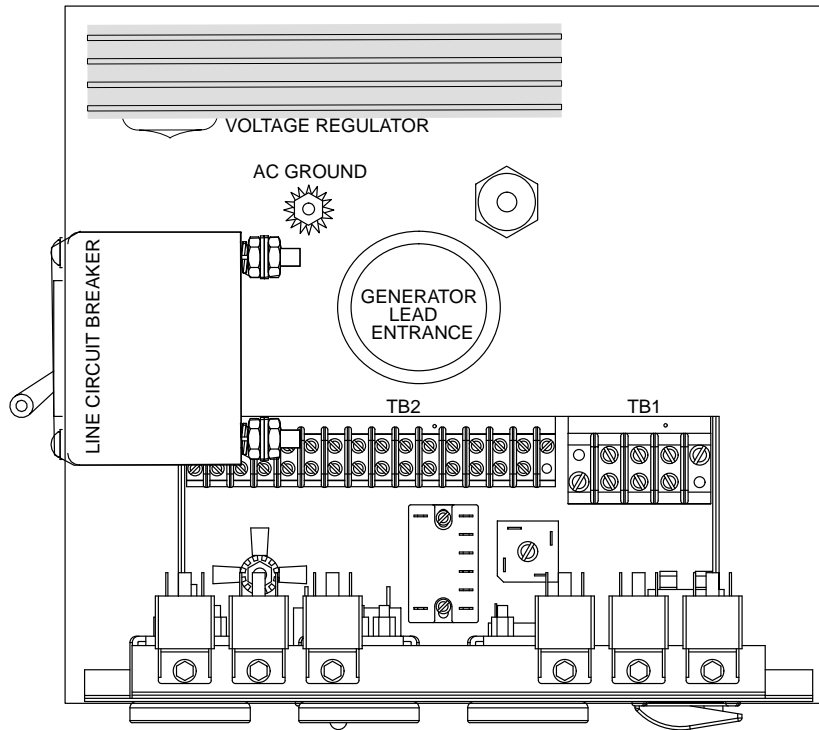 VOLTAGE REGULATOR
AC GROUND
LINE CIRCUIT BREAKER
GENERATOR
LEAD
ENTRANCE
TB2
TB1